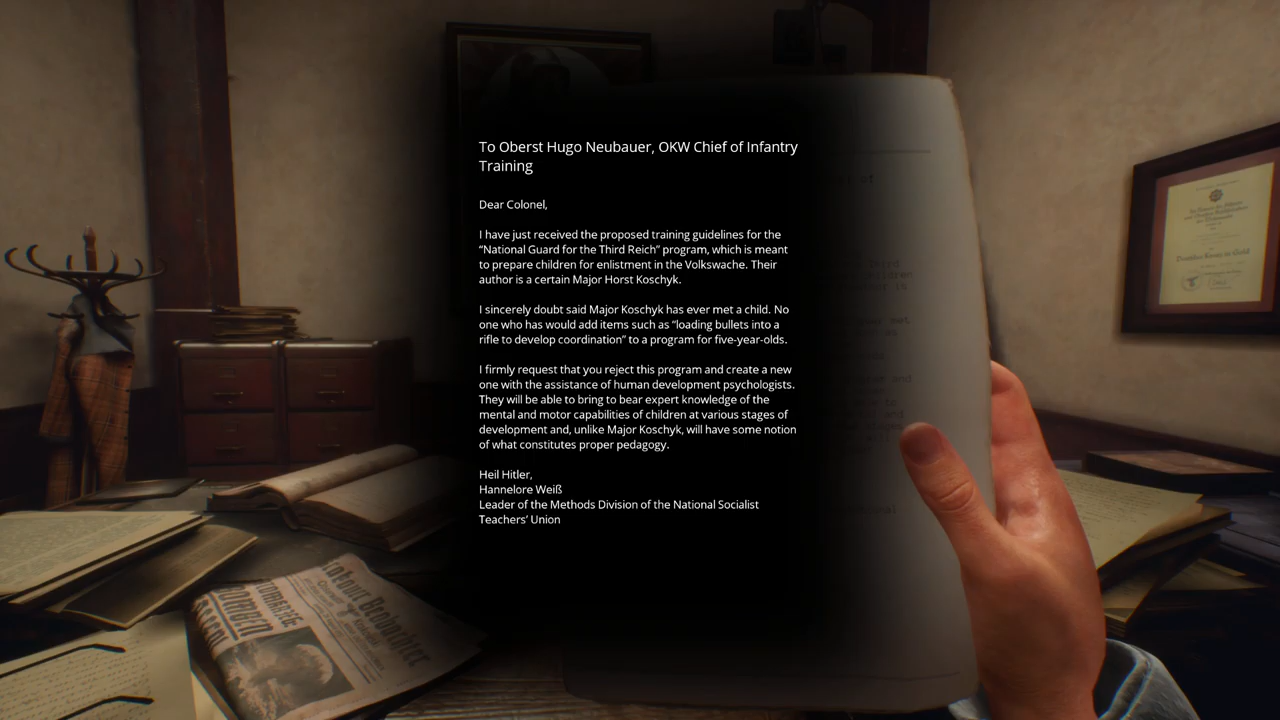 To Oberst Hugo Neubauer, OKW Chief of Infantry
Training
Dear Colonel,
I have just received the proposed training guidelines for the
“National Guard for the Third Reich” program, which is meant
to prepare children for enlistment in the Volkswache. Their
author is a certain Major Horst Koschyk.
I sincerely doubt said Major Koschyk has ever met a child. No
one who has would add items such as “loading bullets into a
rifle to develop coordination” to a program for five-year-olds.
I firmly request that you reject this program and create a new
one with the assistance of human development psychologists.
They will be able to bring to bear expert knowledge of the
mental and motor capabilities of children at various stages of
development and, unlike Major Koschyk, will have some notion
of what constitutes proper pedagogy.
Heil Hitler,
Hannelore Weiß
Leader of the Methods Division of the National Socialist
Teachers’ Union
Beobachter